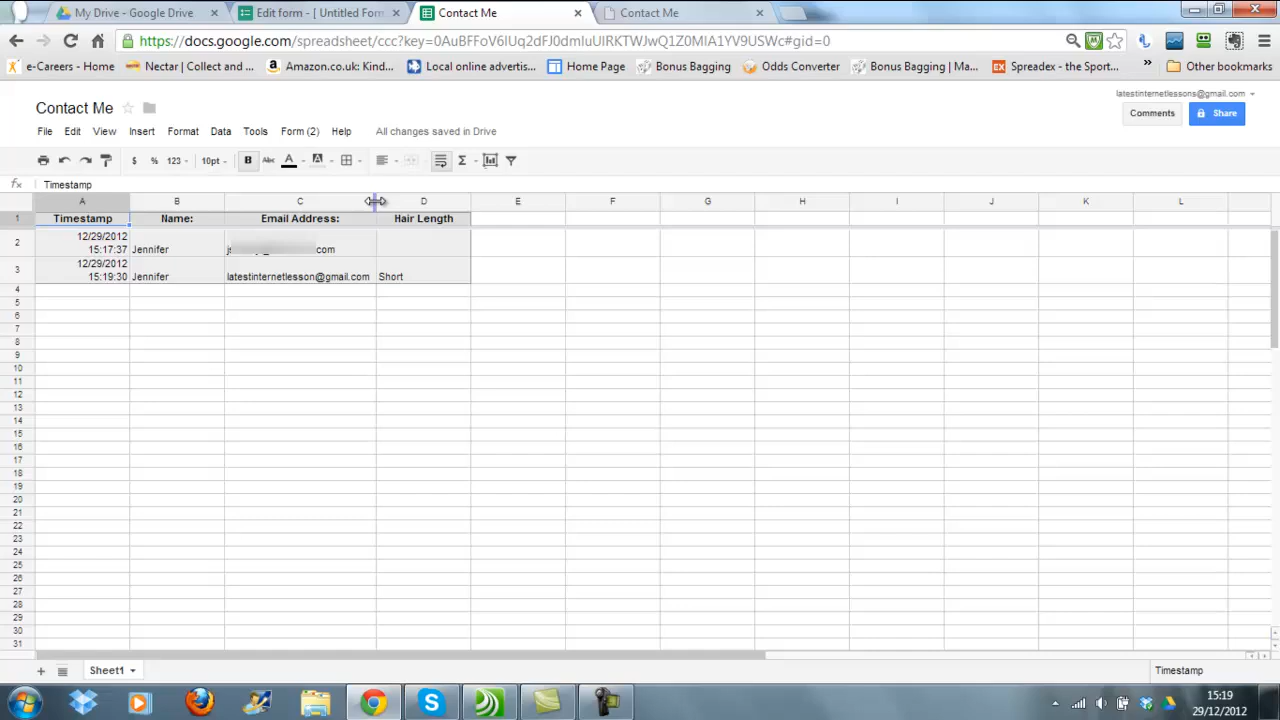 My Drive - Google Drive × Edit form - [ Untitled Form × Contact Me × Contact Me ×
https://docs.google.com/spreadsheet/ccc?key=0AuBFFoV6IUq2dFJ0dmluUlRKTWJwQ1Z0MlA1YV9USWc#gid=0
e-Careers - Home Nectar | Collect and ... Amazon.co.uk: Kind... Local online advertis... Home Page Bonus Bagging Odds Converter Bonus Bagging | Ma... EX Spreadex - the Sport... » Other bookmarks
latestinternetlessons@gmail.com
Contact Me
Comments Share
File Edit View Insert Format Data Tools Form (2) Help All changes saved in Drive
$ % 123 10pt B Abc A A Σ
fx Timestamp
A B C D E F G H I J K L
1 Timestamp Name: Email Address: Hair Length
12/29/2012
2 15:17:37 Jennifer com
12/29/2012
3 15:19:30 Jennifer latestinternetlesson@gmail.com Short
4
5
6
7
8
9
10
11
12
13
14
15
16
17
18
19
20
21
22
23
24
25
26
27
28
29
30
31
+ Sheet1 Timestamp
15:19
29/12/2012